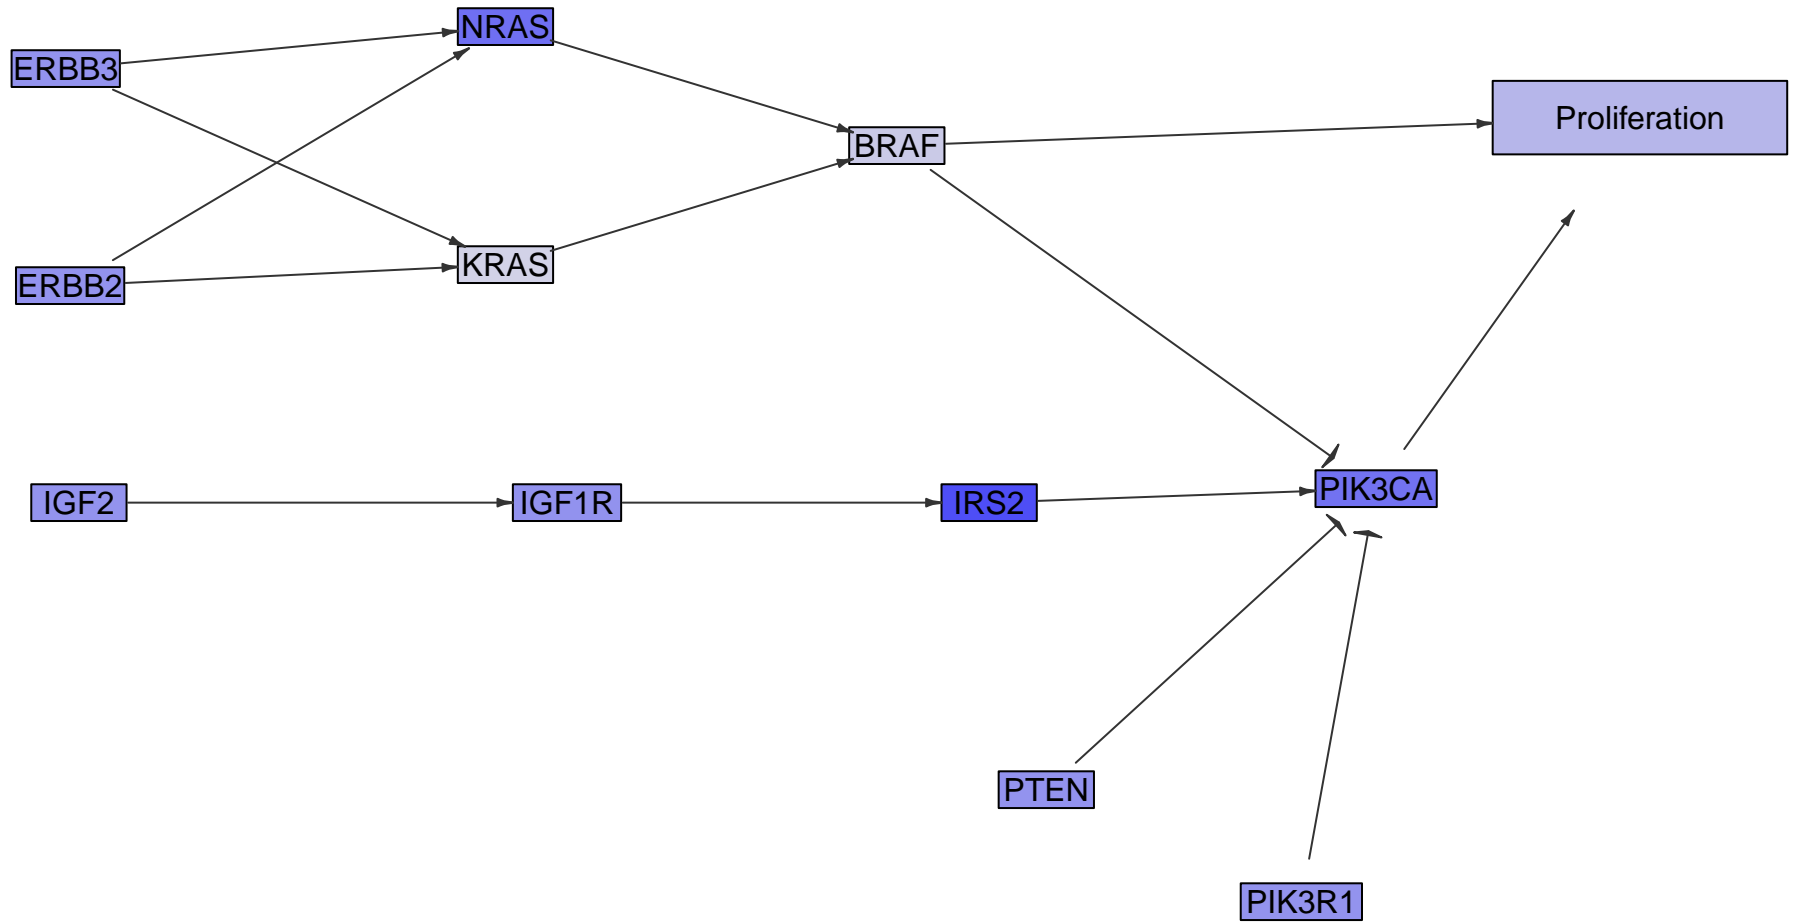 NRAS
ERBB3
Proliferation
BRAF
KRAS
ERBB2
IGF2
IGF1R
IRS2
PIK3CA
PTEN
PIK3R1